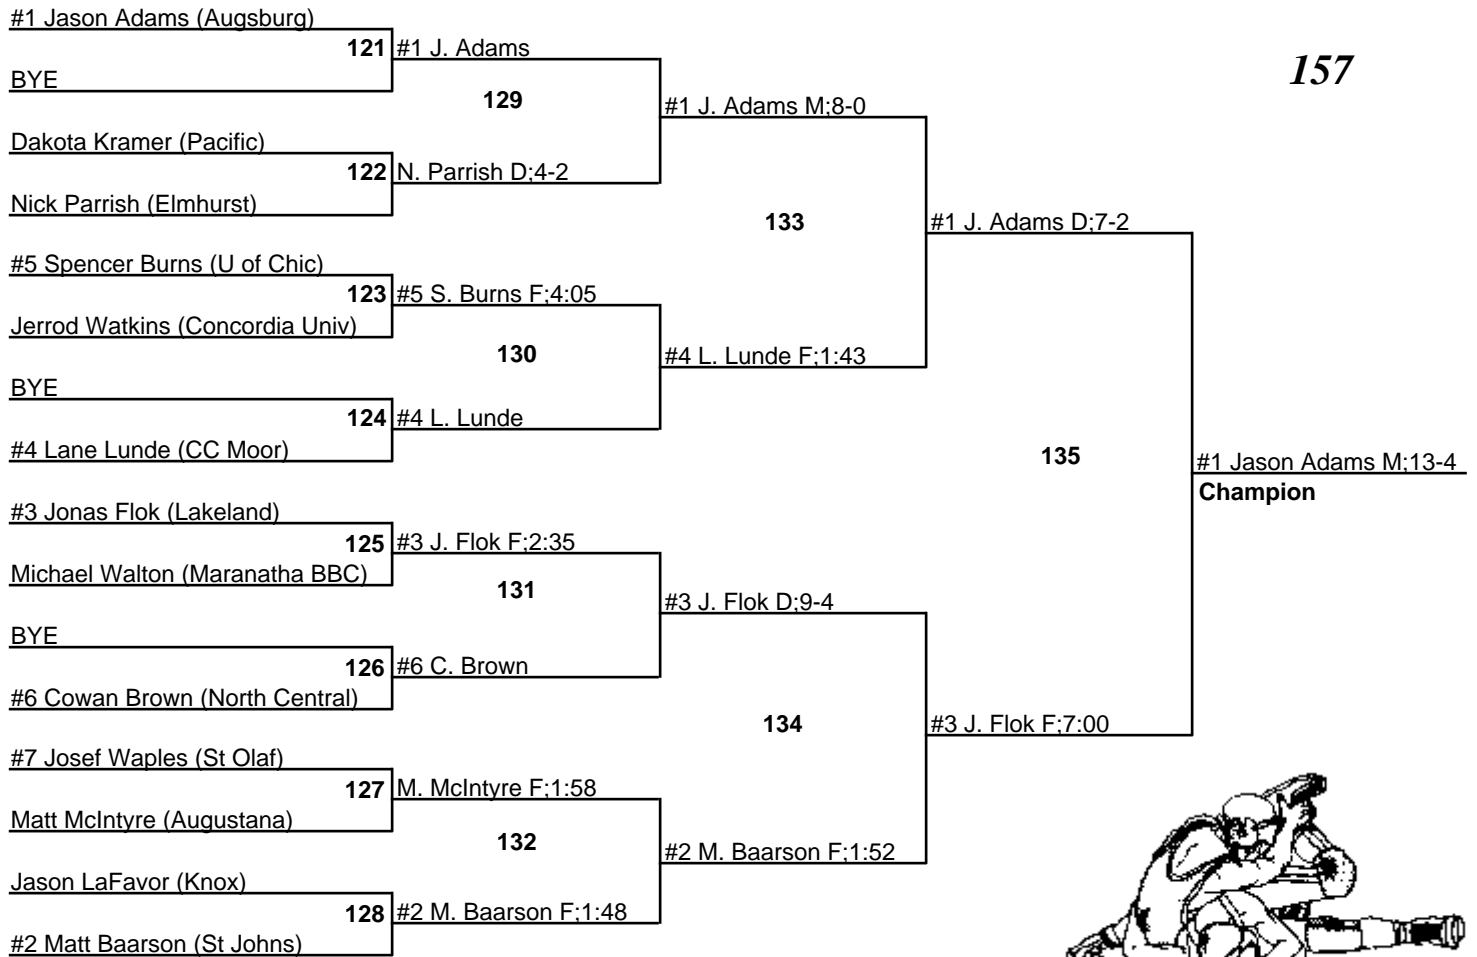 #1 Jason Adams (Augsburg)
121 #1 J. Adams
157
BYE
129
#1 J. Adams M;8-0
Dakota Kramer (Pacific)
122 N. Parrish D;4-2
Nick Parrish (Elmhurst)
133
#1 J. Adams D;7-2
#5 Spencer Burns (U of Chic)
123 #5 S. Burns F;4:05
Jerrod Watkins (Concordia Univ)
130
#4 L. Lunde F;1:43
BYE
124 #4 L. Lunde
#4 Lane Lunde (CC Moor)
135
#1 Jason Adams M;13-4
Champion
#3 Jonas Flok (Lakeland)
125 #3 J. Flok F;2:35
Michael Walton (Maranatha BBC)
131
#3 J. Flok D;9-4
BYE
126 #6 C. Brown
#6 Cowan Brown (North Central)
134
#3 J. Flok F;7:00
#7 Josef Waples (St Olaf)
127 M. McIntyre F;1:58
Matt McIntyre (Augustana)
132
#2 M. Baarson F;1:52
Jason LaFavor (Knox)
128 #2 M. Baarson F;1:48
#2 Matt Baarson (St Johns)